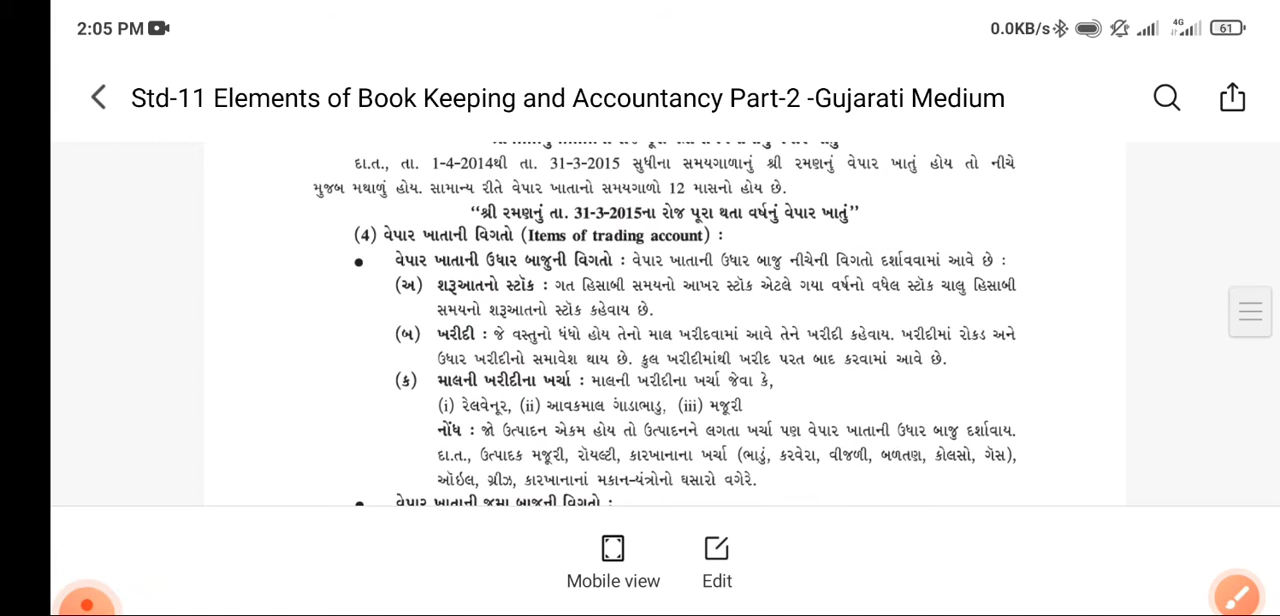 2:05 PM
0.0KB/s 4G 61
Std-11 Elements of Book Keeping and Accountancy Part-2 -Gujarati Medium
દા.ત., તા. 1-4-2014થી તા. 31-3-2015 સુધીના સમયગાળાનું શ્રી રમણનું વેપાર ખાતું હોય તો નીચે
મુજબ મથાળું હોય. સામાન્ય રીતે વેપાર ખાતાનો સમયગાળો 12 માસનો હોય છે.
“શ્રી રમણનું તા. 31-3-2015ના રોજ પૂરા થતા વર્ષનું વેપાર ખાતું”
(4) વેપાર ખાતાની વિગતો (Items of trading account) :
● વેપાર ખાતાની ઉધાર બાજુની વિગતો : વેપાર ખાતાની ઉધાર બાજુ નીચેની વિગતો દર્શાવવામાં આવે છે :
(અ) શરૂઆતનો સ્ટૉક : ગત હિસાબી સમયનો આખર સ્ટૉક એટલે ગયા વર્ષનો વધેલ સ્ટૉક ચાલુ હિસાબી
સમયનો શરૂઆતનો સ્ટૉક કહેવાય છે.
(બ) ખરીદી : જે વસ્તુનો ધંધો હોય તેનો માલ ખરીદવામાં આવે તેને ખરીદી કહેવાય. ખરીદીમાં રોકડ અને
ઉધાર ખરીદીનો સમાવેશ થાય છે. કુલ ખરીદીમાંથી ખરીદ પરત બાદ કરવામાં આવે છે.
(ક) માલની ખરીદીના ખર્ચા : માલની ખરીદીના ખર્ચા જેવા કે,
(i) રેલવેનૂર, (ii) આવકમાલ ગાડાભાડુ, (iii) મજૂરી
નોંધ : જો ઉત્પાદન એકમ હોય તો ઉત્પાદનને લગતા ખર્ચા પણ વેપાર ખાતાની ઉધાર બાજુ દર્શાવાય.
દા.ત., ઉત્પાદક મજૂરી, રૉયલ્ટી, કારખાનાના ખર્ચા (ભાડું, કરવેરા, વીજળી, બળતણ, કોલસો, ગૅસ),
ઑઇલ, ગ્રીઝ, કારખાનાનાં મકાન-યંત્રોનો ઘસારો વગેરે.
● વેપાર ખાતાની જમા બાજુની વિગતો :
Mobile view
Edit